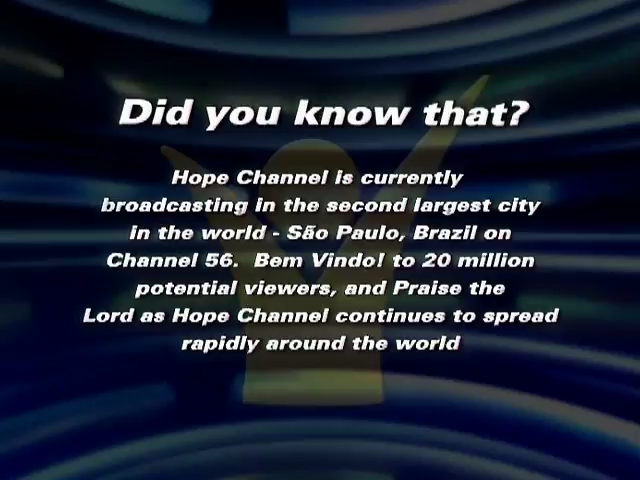 Did you know that?
Hope Channel is currently
broadcasting in the second largest city
in the world - São Paulo, Brazil on
Channel 56.  Bem Vindo! to 20 million
potential viewers, and Praise the
Lord as Hope Channel continues to spread
rapidly around the world